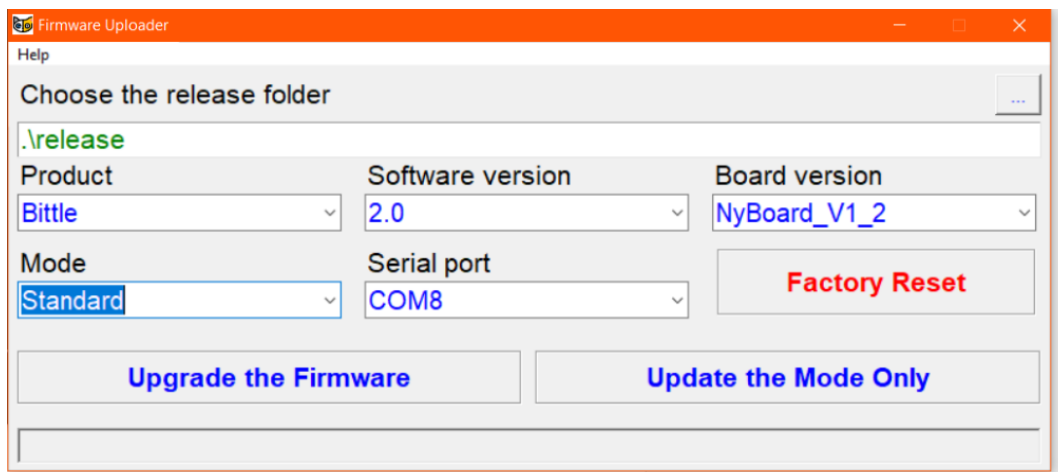 Firmware Uploader
Help
Choose the release folder
...
.\release
Product
Software version
Board version
Bittle
2.0
NyBoard_V1_2
Mode
Serial port
Factory Reset
Standard
COM8
Upgrade the Firmware
Update the Mode Only